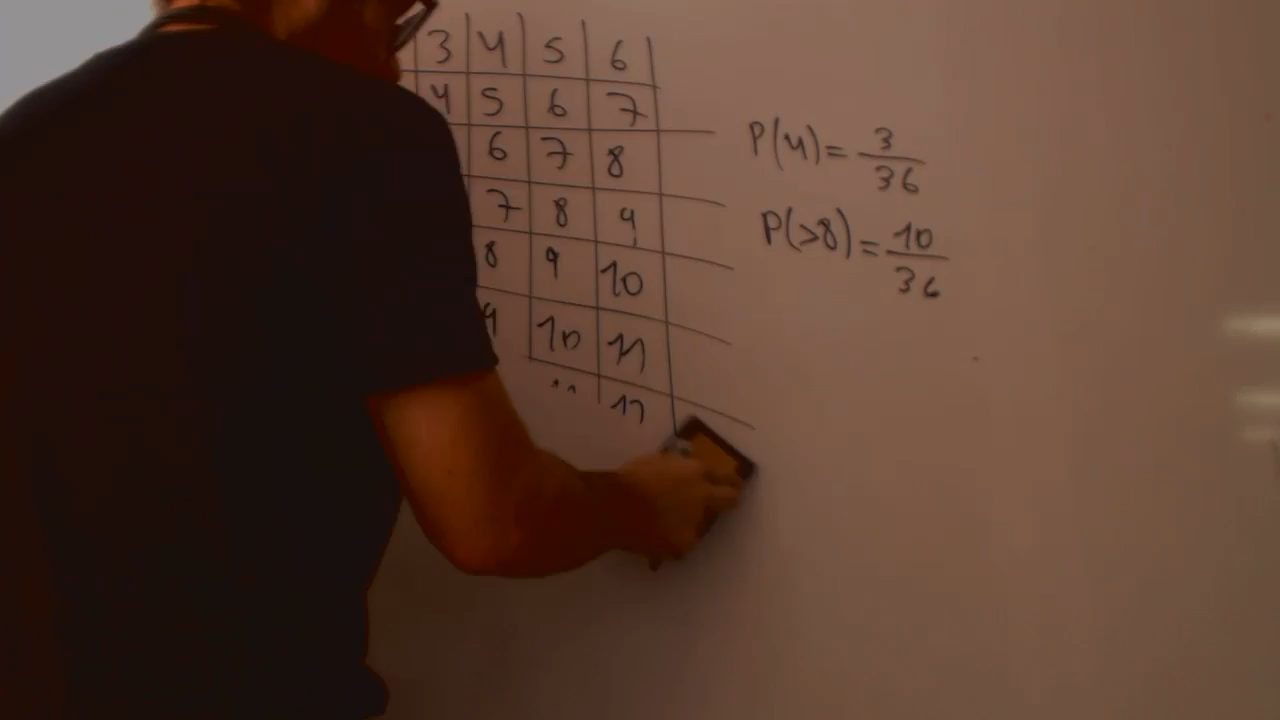 3 4 5 6
4 5 6 7
6 7 8
7 8 9
8 9 10
9 10 11
12
P(4) = 3/36
P(>8) = 10/36